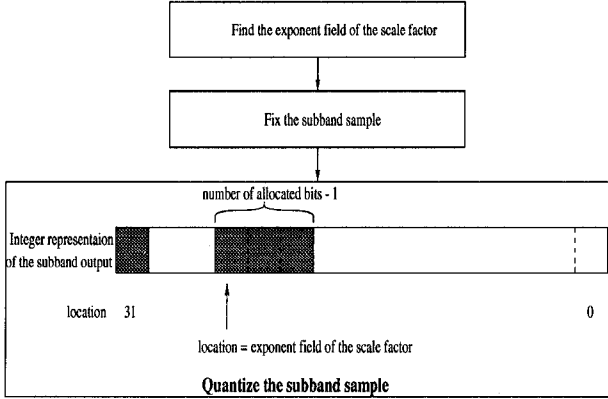 Find the exponent field of the scale factor
Fix the subband sample
number of allocated bits - 1
Integer representaion
of the subband output
location 31 0
location = exponent field of the scale factor
Quantize the subband sample